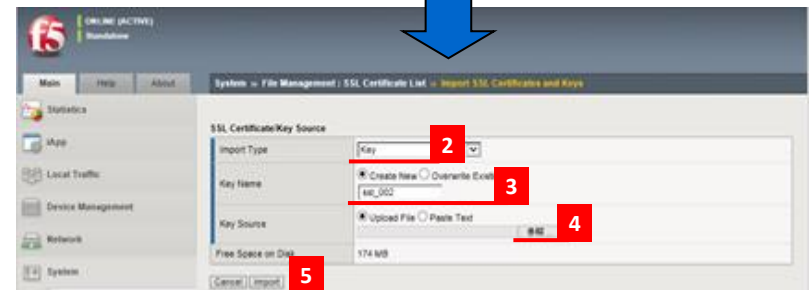 f5
ONLINE (ACTIVE)
Standalone
Main Help About
System » File Management : SSL Certificate List » Import SSL Certificates and Keys
Statistics
iApp
Local Traffic
Device Management
Network
System
SSL Certificate/Key Source
Import Type Key 2
Key Name Create New Overwrite Exist 3
Key Source Upload File Paste Text 4
Free Space on Disk 174 MB
Cancel Import 5